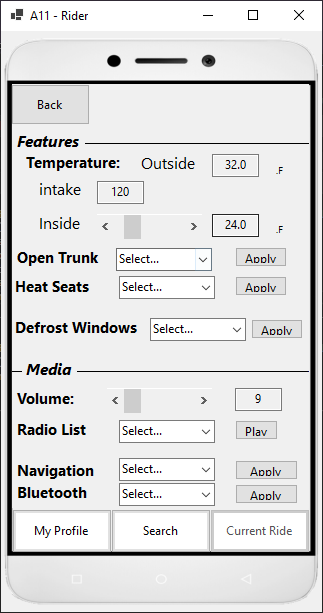 A11 - Rider
Back
Features
Temperature: Outside 32.0 .F
intake 120
Inside 24.0 .F
Open Trunk Select... Apply
Heat Seats Select... Apply
Defrost Windows Select... Apply
Media
Volume: 9
Radio List Select... Play
Navigation Select... Apply
Bluetooth Select... Apply
My Profile Search Current Ride